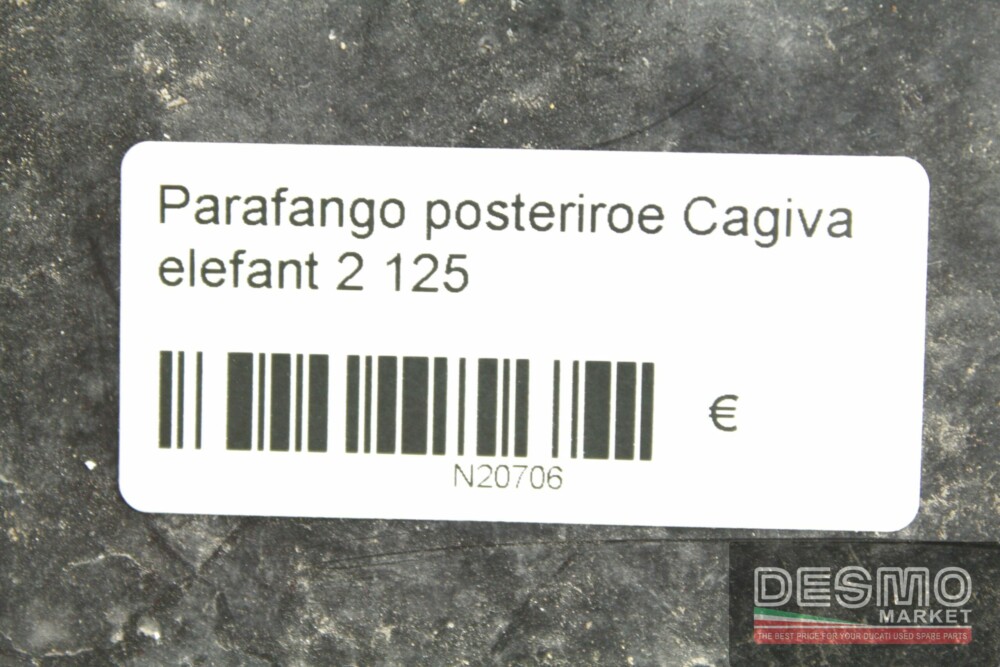 Parafango posteriroe Cagiva
elefant 2 125
€
N20706
DESMO
MARKET
THE BEST PRICE FOR YOUR DUCATI USED SPARE PARTS